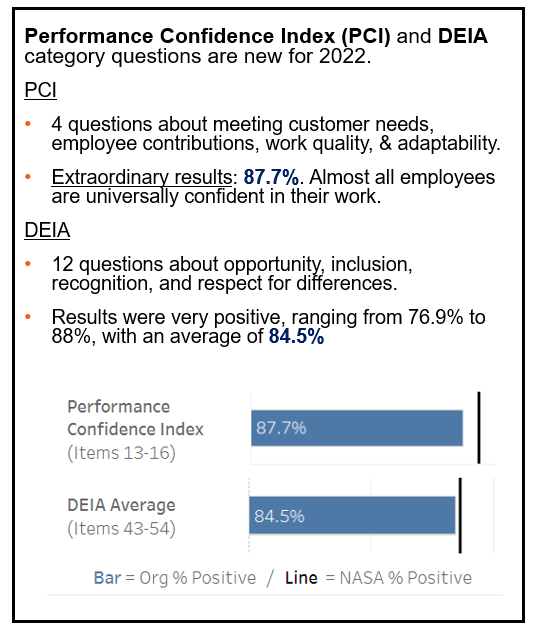 Performance Confidence Index (PCI) and DEIA
category questions are new for 2022.
PCI
• 4 questions about meeting customer needs,
employee contributions, work quality, & adaptability.
• Extraordinary results: 87.7%. Almost all employees
are universally confident in their work.
DEIA
• 12 questions about opportunity, inclusion,
recognition, and respect for differences.
• Results were very positive, ranging from 76.9% to
88%, with an average of 84.5%
Performance
Confidence Index
(Items 13-16)
87.7%
DEIA Average
(Items 43-54)
84.5%
Bar = Org % Positive / Line = NASA % Positive